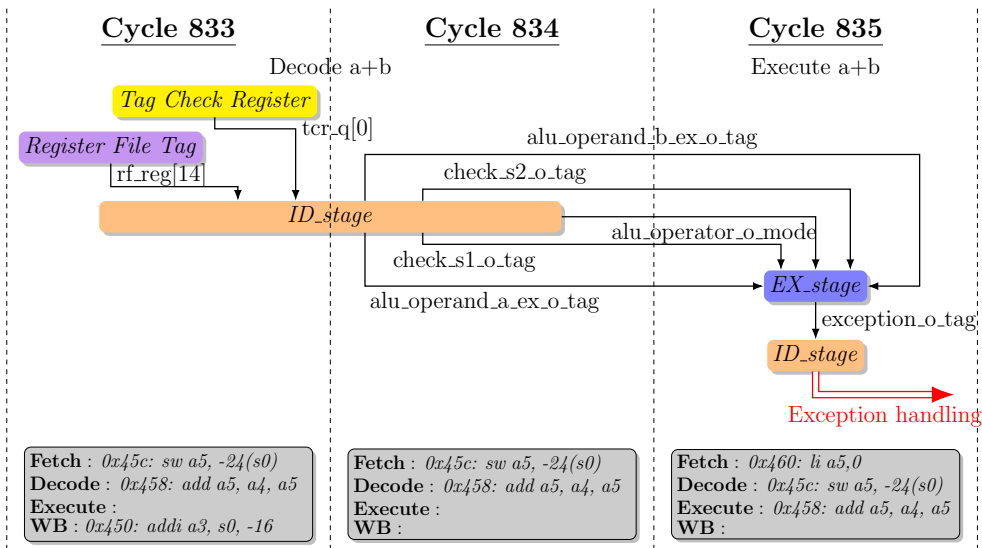 Cycle 833
Cycle 834
Cycle 835
Decode a+b
Execute a+b
Tag Check Register
tcr_q[0]
Register File Tag
rf_reg[14]
alu_operand_b_ex_o_tag
check_s2_o_tag
ID_stage
alu_operator_o_mode
check_s1_o_tag
alu_operand_a_ex_o_tag
EX_stage
exception_o_tag
ID_stage
Exception handling
Fetch : 0x45c: sw a5, -24(s0)
Decode : 0x458: add a5, a4, a5
Execute :
WB : 0x450: addi a3, s0, -16
Fetch : 0x45c: sw a5, -24(s0)
Decode : 0x458: add a5, a4, a5
Execute :
WB :
Fetch : 0x460: li a5,0
Decode : 0x45c: sw a5, -24(s0)
Execute : 0x458: add a5, a4, a5
WB :